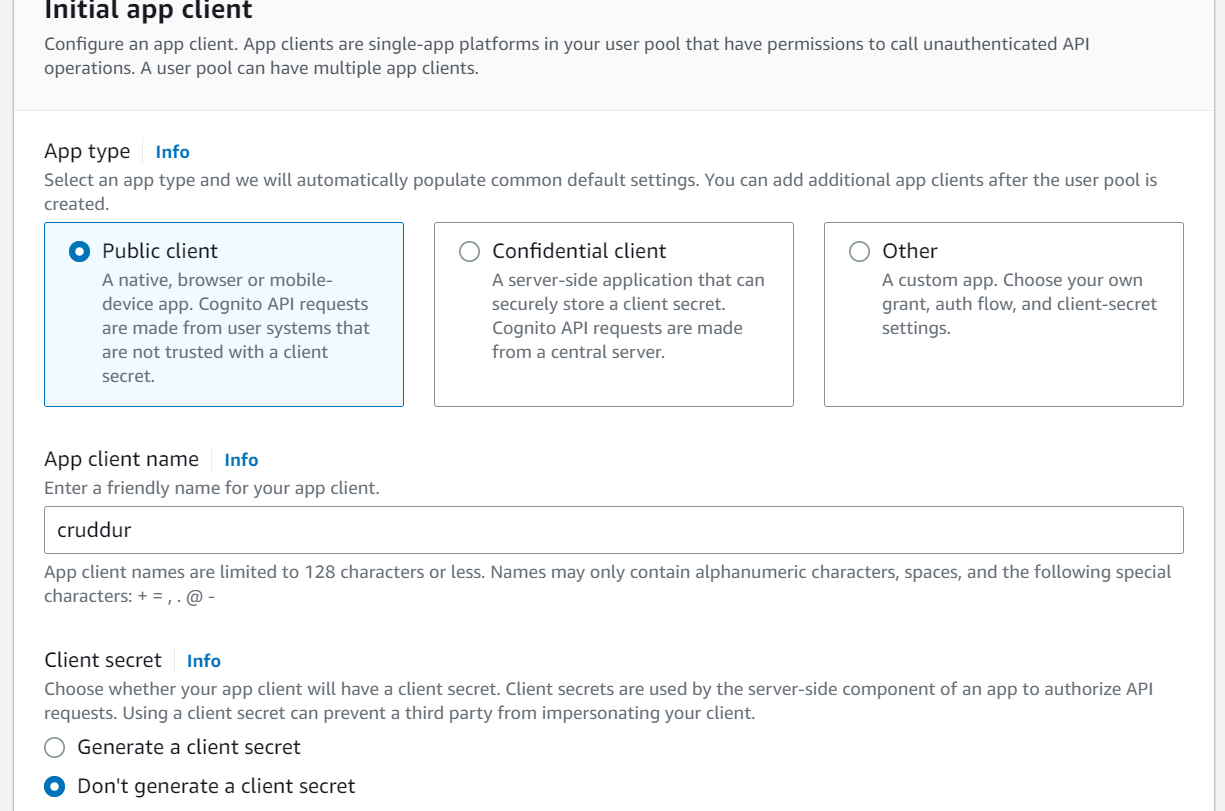 Initial app client
Configure an app client. App clients are single-app platforms in your user pool that have permissions to call unauthenticated API
operations. A user pool can have multiple app clients.
App type
Info
Select an app type and we will automatically populate common default settings. You can add additional app clients after the user pool is
created.
Public client
A native, browser or mobile-
device app. Cognito API requests
are made from user systems that
are not trusted with a client
secret.
Confidential client
A server-side application that can
securely store a client secret.
Cognito API requests are made
from a central server.
Other
A custom app. Choose your own
grant, auth flow, and client-secret
settings.
App client name
Info
Enter a friendly name for your app client.
cruddur
App client names are limited to 128 characters or less. Names may only contain alphanumeric characters, spaces, and the following special
characters: + = , . @ -
Client secret
Info
Choose whether your app client will have a client secret. Client secrets are used by the server-side component of an app to authorize API
requests. Using a client secret can prevent a third party from impersonating your client.
Generate a client secret
Don't generate a client secret